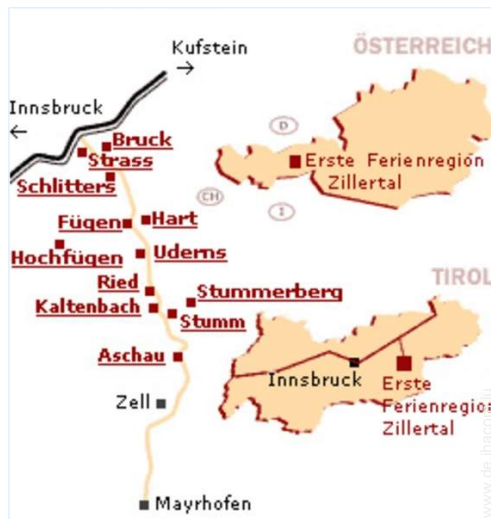 Kufstein
→
ÖSTERREICH
Innsbruck
←
Bruck
Strass
Schlitters
D
Erste Ferienregion
Zillertal
CH
I
Fügen
Hart
Hochfügen
Uderns
Ried
Kaltenbach
Stummerberg
Stumm
Aschau
Zell
Mayrhofen
TIROL
Innsbruck
Erste
Ferienregion
Zillertal